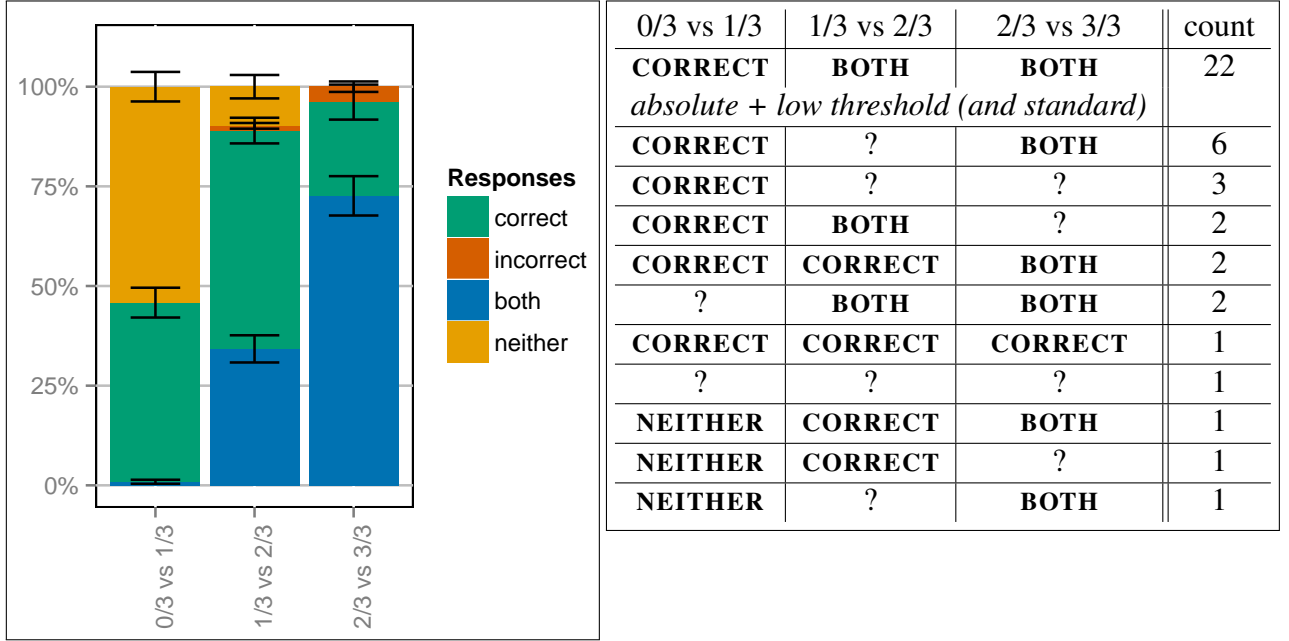 100%
75%
50%
25%
0%
0/3 vs 1/3
1/3 vs 2/3
2/3 vs 3/3
Responses
correct
incorrect
both
neither
0/3 vs 1/3 1/3 vs 2/3 2/3 vs 3/3 count
CORRECT BOTH BOTH 22
absolute + low threshold (and standard)
CORRECT ? BOTH 6
CORRECT ? ? 3
CORRECT BOTH ? 2
CORRECT CORRECT BOTH 2
? BOTH BOTH 2
CORRECT CORRECT CORRECT 1
? ? ? 1
NEITHER CORRECT BOTH 1
NEITHER CORRECT ? 1
NEITHER ? BOTH 1